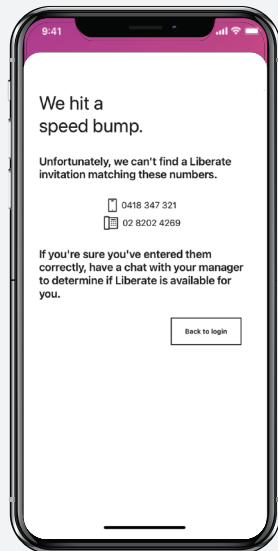 9:41
We hit a
speed bump.
Unfortunately, we can't find a Liberate
invitation matching these numbers.
0418 347 321
02 8202 4269
If you're sure you've entered them
correctly, have a chat with your manager
to determine if Liberate is available for
you.
Back to login